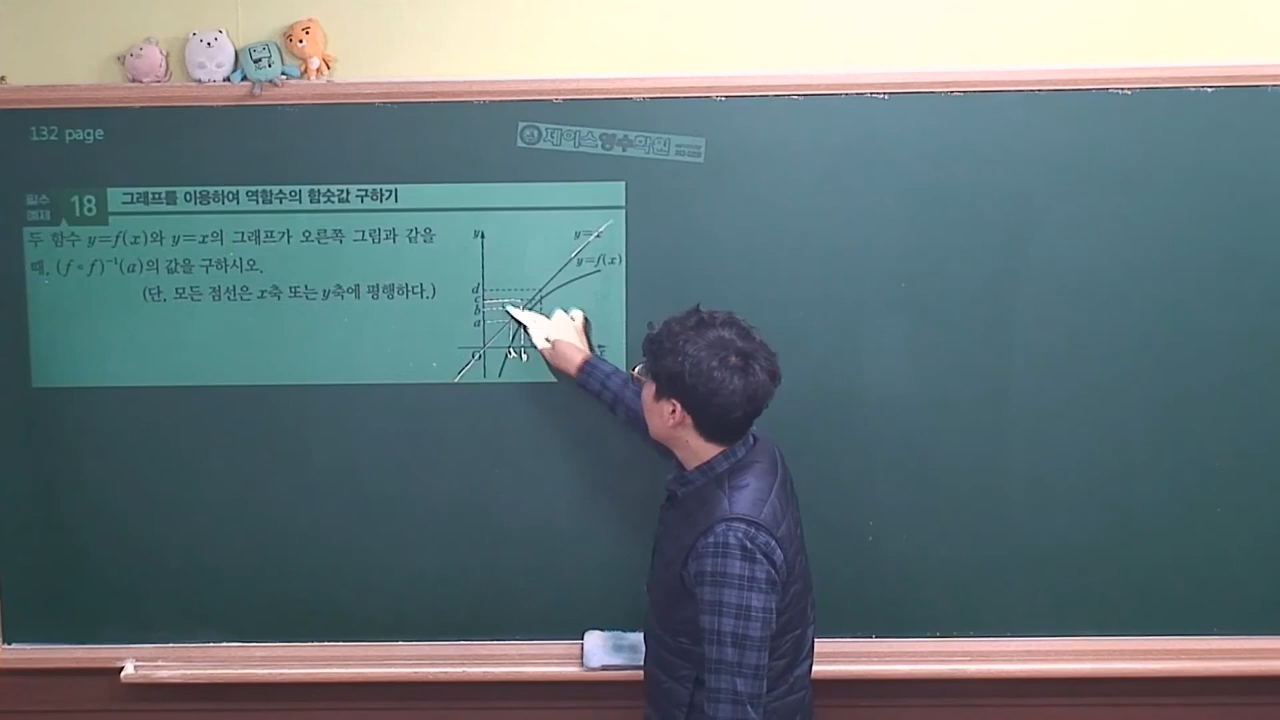 132 page
제이스영수학원
필수 예제 18 그래프를 이용하여 역함수의 함숫값 구하기
두 함수 y=f(x)와 y=x의 그래프가 오른쪽 그림과 같을
때, (f∘f)⁻¹(a)의 값을 구하시오.
(단, 모든 점선은 x축 또는 y축에 평행하다.)
y
y=x
y=f(x)
d
c
b
a
O
a b
x